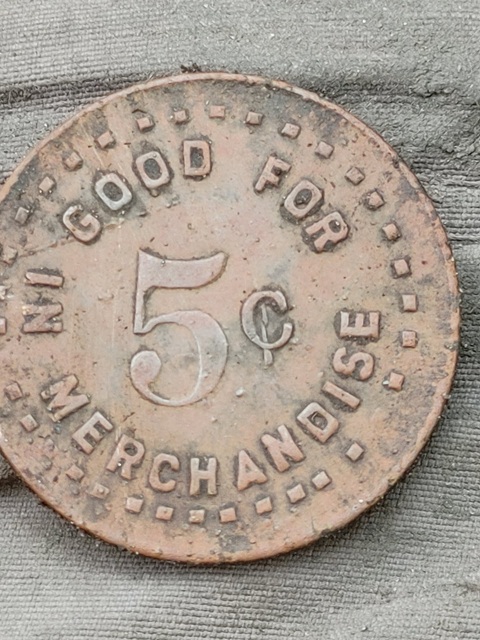 GOOD FOR
5¢
IN
MERCHANDISE